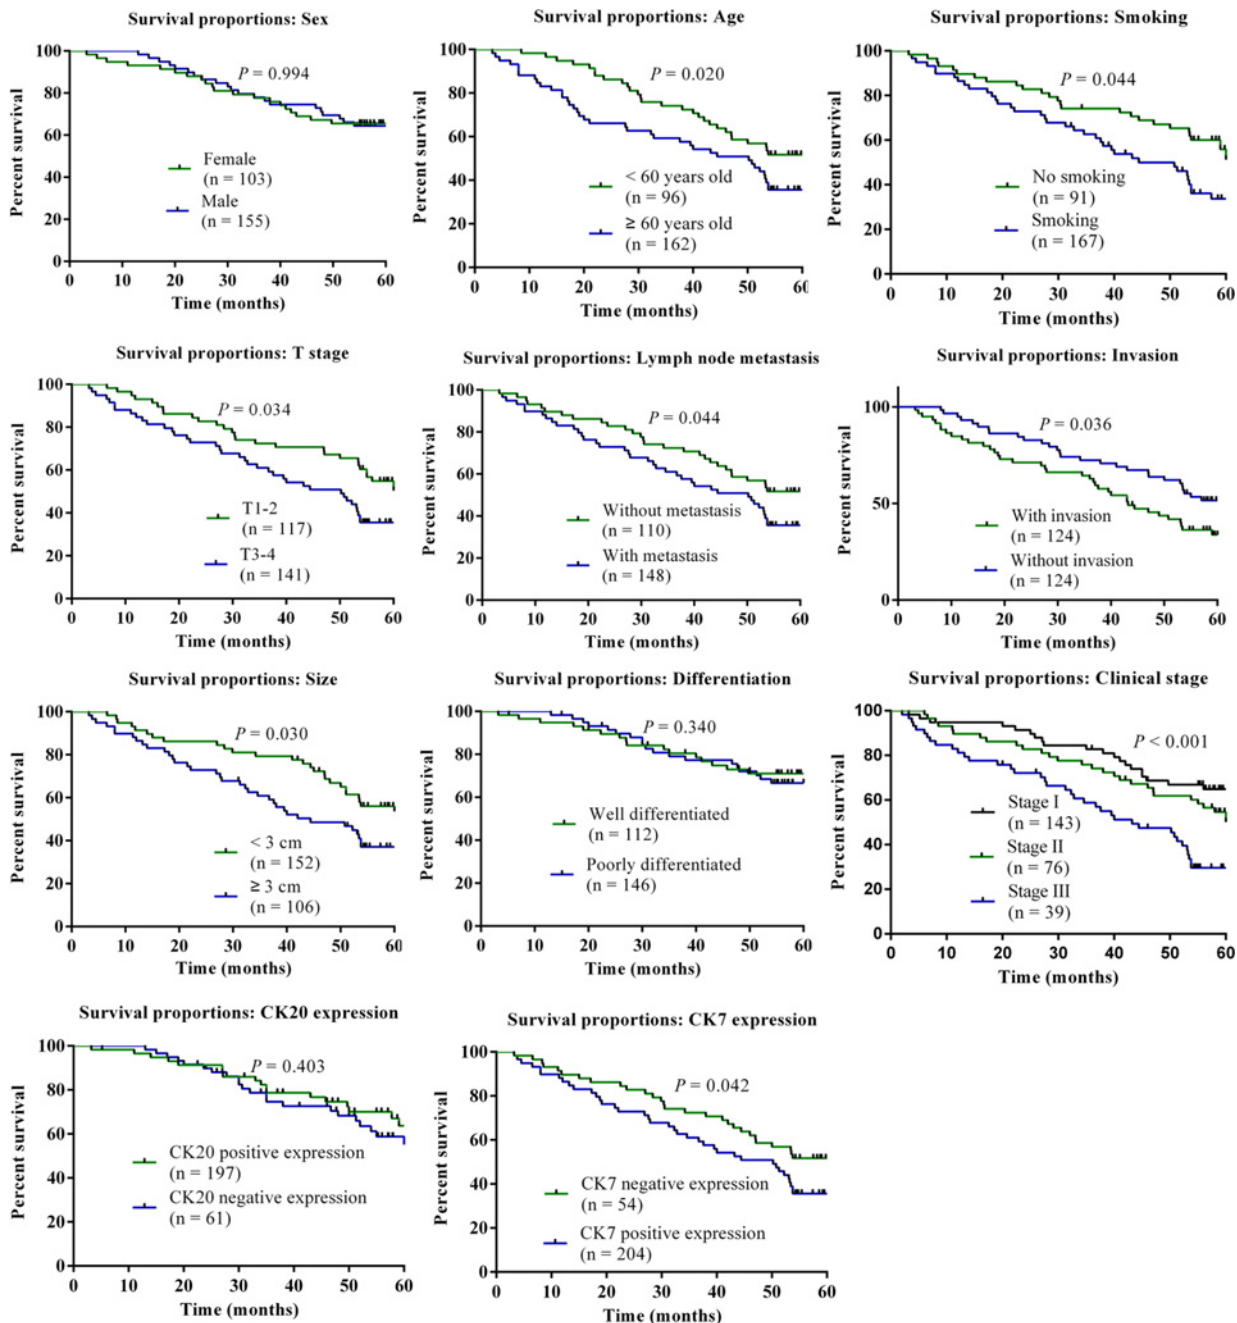 Survival proportions: Sex
Percent survival
100
80
60
40
20
0
P = 0.994
Female
(n = 103)
Male
(n = 155)
0 10 20 30 40 50 60
Time (months)
Survival proportions: Age
Percent survival
100
80
60
40
20
0
P = 0.020
< 60 years old
(n = 96)
≥ 60 years old
(n = 162)
0 10 20 30 40 50 60
Time (months)
Survival proportions: Smoking
Percent survival
100
80
60
40
20
0
P = 0.044
No smoking
(n = 91)
Smoking
(n = 167)
0 10 20 30 40 50 60
Time (months)
Survival proportions: T stage
Percent survival
100
80
60
40
20
0
P = 0.034
T1-2
(n = 117)
T3-4
(n = 141)
0 10 20 30 40 50 60
Time (months)
Survival proportions: Lymph node metastasis
Percent survival
100
80
60
40
20
0
P = 0.044
Without metastasis
(n = 110)
With metastasis
(n = 148)
0 10 20 30 40 50 60
Time (months)
Survival proportions: Invasion
Percent survival
100
50
0
P = 0.036
With invasion
(n = 124)
Without invasion
(n = 124)
0 10 20 30 40 50 60
Time (months)
Survival proportions: Size
Percent survival
100
80
60
40
20
0
P = 0.030
< 3 cm
(n = 152)
≥ 3 cm
(n = 106)
0 10 20 30 40 50 60
Time (months)
Survival proportions: Differentiation
Percent survival
100
80
60
40
20
0
P = 0.340
Well differentiated
(n = 112)
Poorly differentiated
(n = 146)
0 10 20 30 40 50 60
Time (months)
Survival proportions: Clinical stage
Percent survival
100
80
60
40
20
0
P < 0.001
Stage I
(n = 143)
Stage II
(n = 76)
Stage III
(n = 39)
0 10 20 30 40 50 60
Time (months)
Survival proportions: CK20 expression
Percent survival
100
80
60
40
20
0
P = 0.403
CK20 positive expression
(n = 197)
CK20 negative expression
(n = 61)
0 10 20 30 40 50 60
Time (months)
Survival proportions: CK7 expression
Percent survival
100
80
60
40
20
0
P = 0.042
CK7 negative expression
(n = 54)
CK7 positive expression
(n = 204)
0 10 20 30 40 50 60
Time (months)